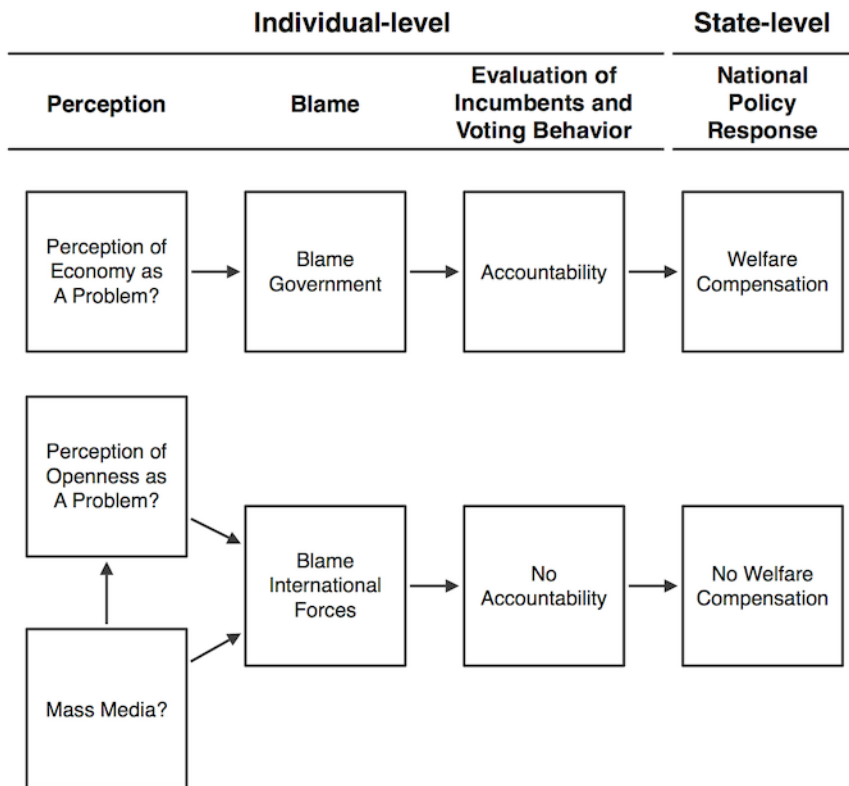 Individual-level
State-level
Perception
Blame
Evaluation of
Incumbents and
Voting Behavior
National
Policy
Response
Perception of
Economy as
A Problem?
Blame
Government
Accountability
Welfare
Compensation
Perception of
Openness as
A Problem?
Blame
International
Forces
No
Accountability
No Welfare
Compensation
Mass Media?